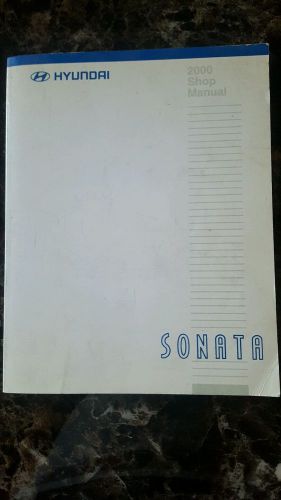 HYUNDAI
2000
Shop
Manual
SONATA